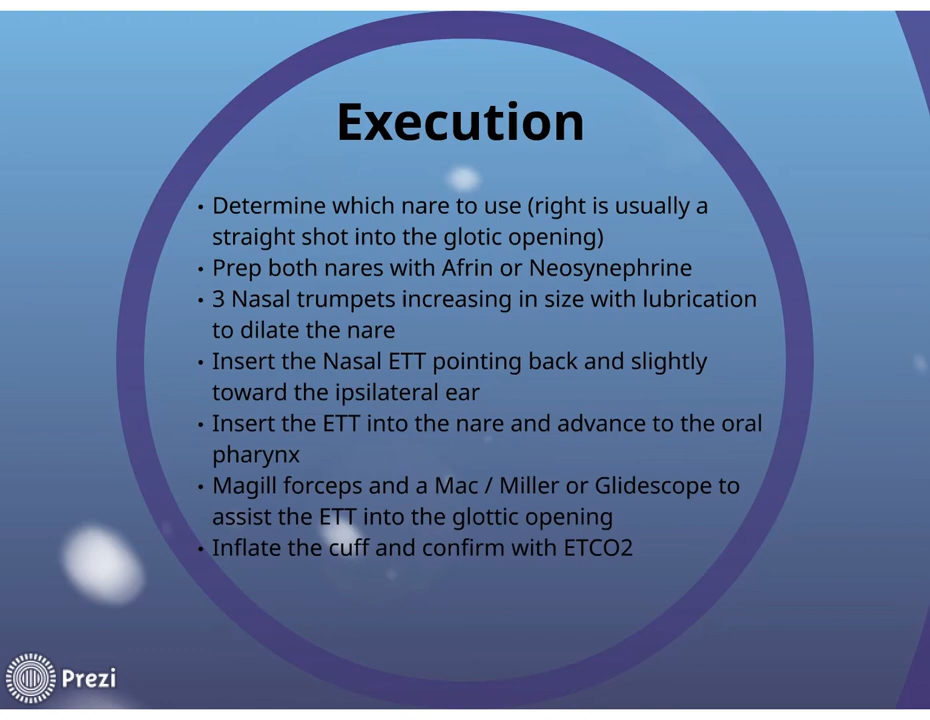 Execution
• Determine which nare to use (right is usually a
straight shot into the glotic opening)
• Prep both nares with Afrin or Neosynephrine
• 3 Nasal trumpets increasing in size with lubrication
to dilate the nare
• Insert the Nasal ETT pointing back and slightly
toward the ipsilateral ear
• Insert the ETT into the nare and advance to the oral
pharynx
• Magill forceps and a Mac / Miller or Glidescope to
assist the ETT into the glottic opening
• Inflate the cuff and confirm with ETCO2
Prezi